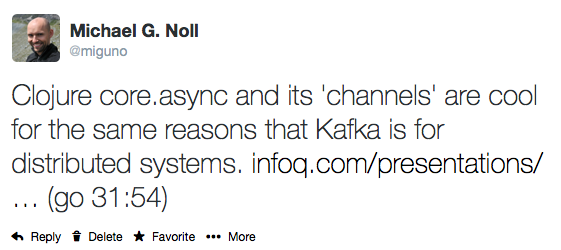 Michael G. Noll
@miguno
Clojure core.async and its 'channels' are cool
for the same reasons that Kafka is for
distributed systems. infoq.com/presentations/
… (go 31:54)
Reply Delete Favorite More